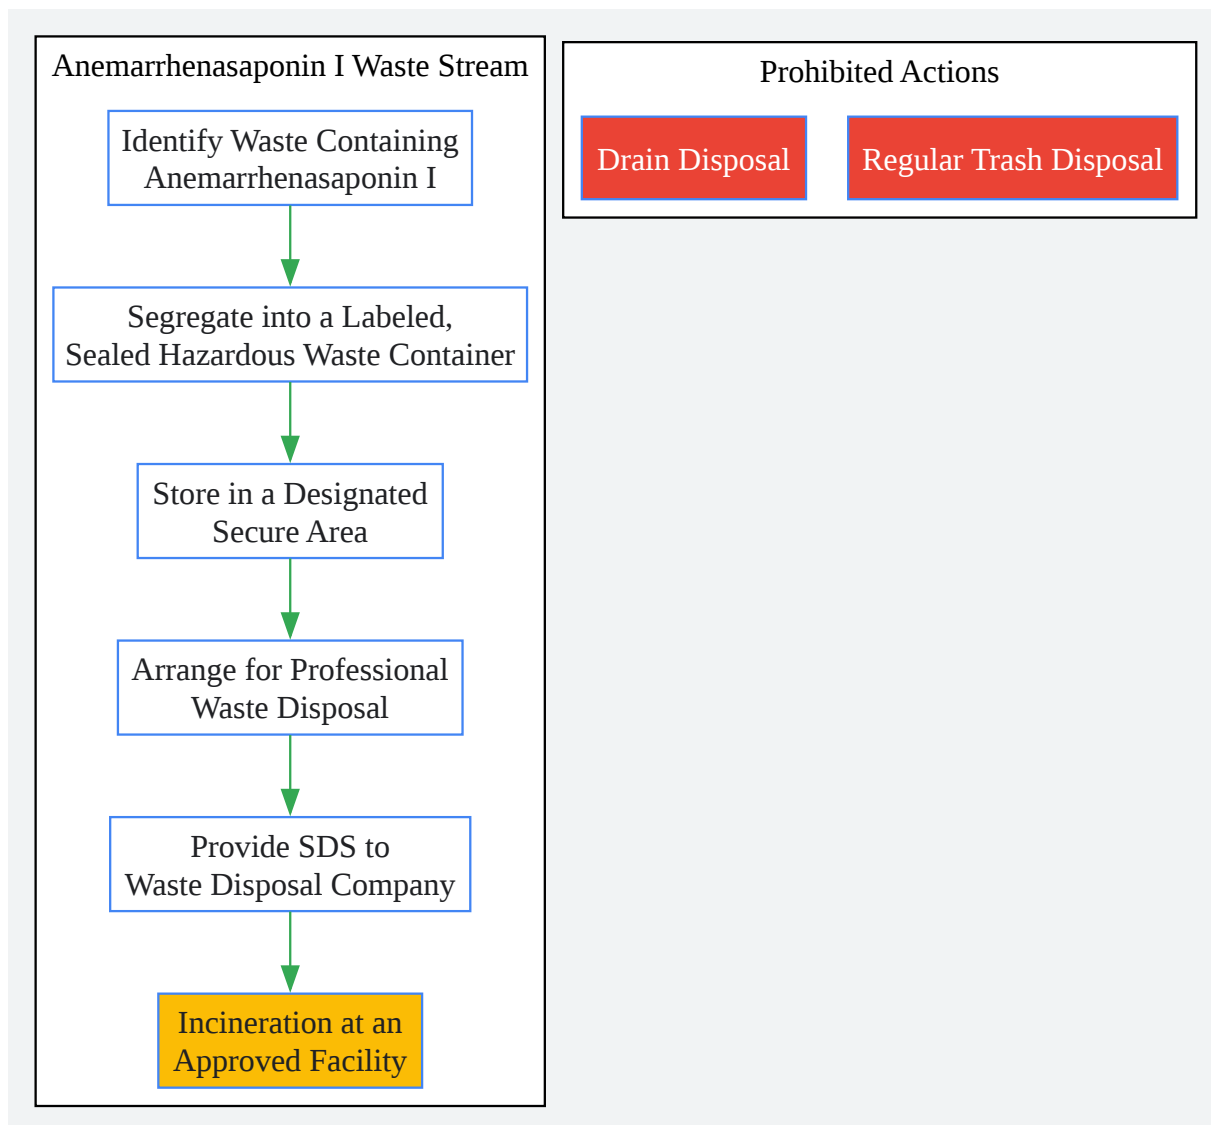 Anemarrhenasaponin I Waste Stream
Identify Waste Containing
Anemarrhenasaponin I
Segregate into a Labeled,
Sealed Hazardous Waste Container
Store in a Designated
Secure Area
Arrange for Professional
Waste Disposal
Provide SDS to
Waste Disposal Company
Incineration at an
Approved Facility
Prohibited Actions
Drain Disposal
Regular Trash Disposal